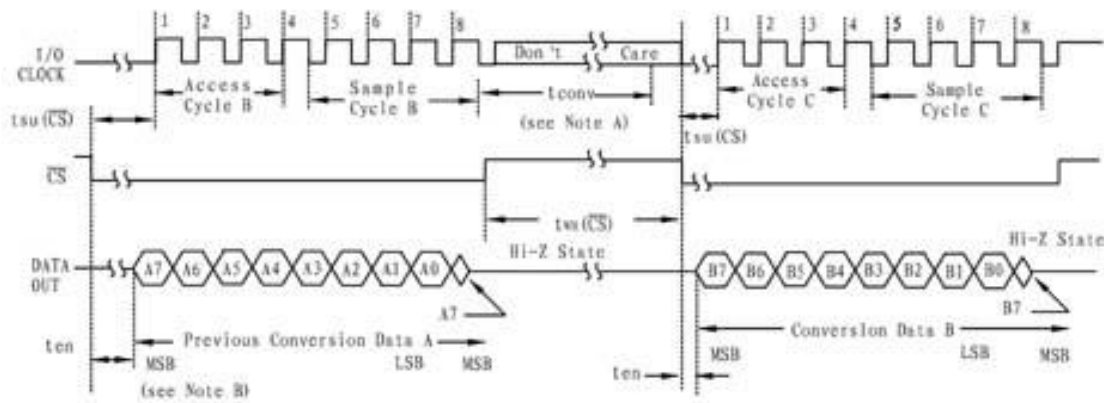 1 2 3 4 5 6 7 8 1 2 3 4 5 6 7 8
I/O
CLOCK
Don't Care
Access
Cycle B
Sample
Cycle B
tconv
(see Note A)
Access
Cycle C
Sample
Cycle C
tsu(CS)
tsu(CS)
CS
twH(CS)
Hi-Z State
Hi-Z State
DATA
OUT
A7 A6 A5 A4 A3 A2 A1 A0
A7
B7 B6 B5 B4 B3 B2 B1 B0
B7
Previous Conversion Data A
Conversion Data B
ten
MSB
LSB
MSB
(see Note B)
ten
MSB
LSB
MSB